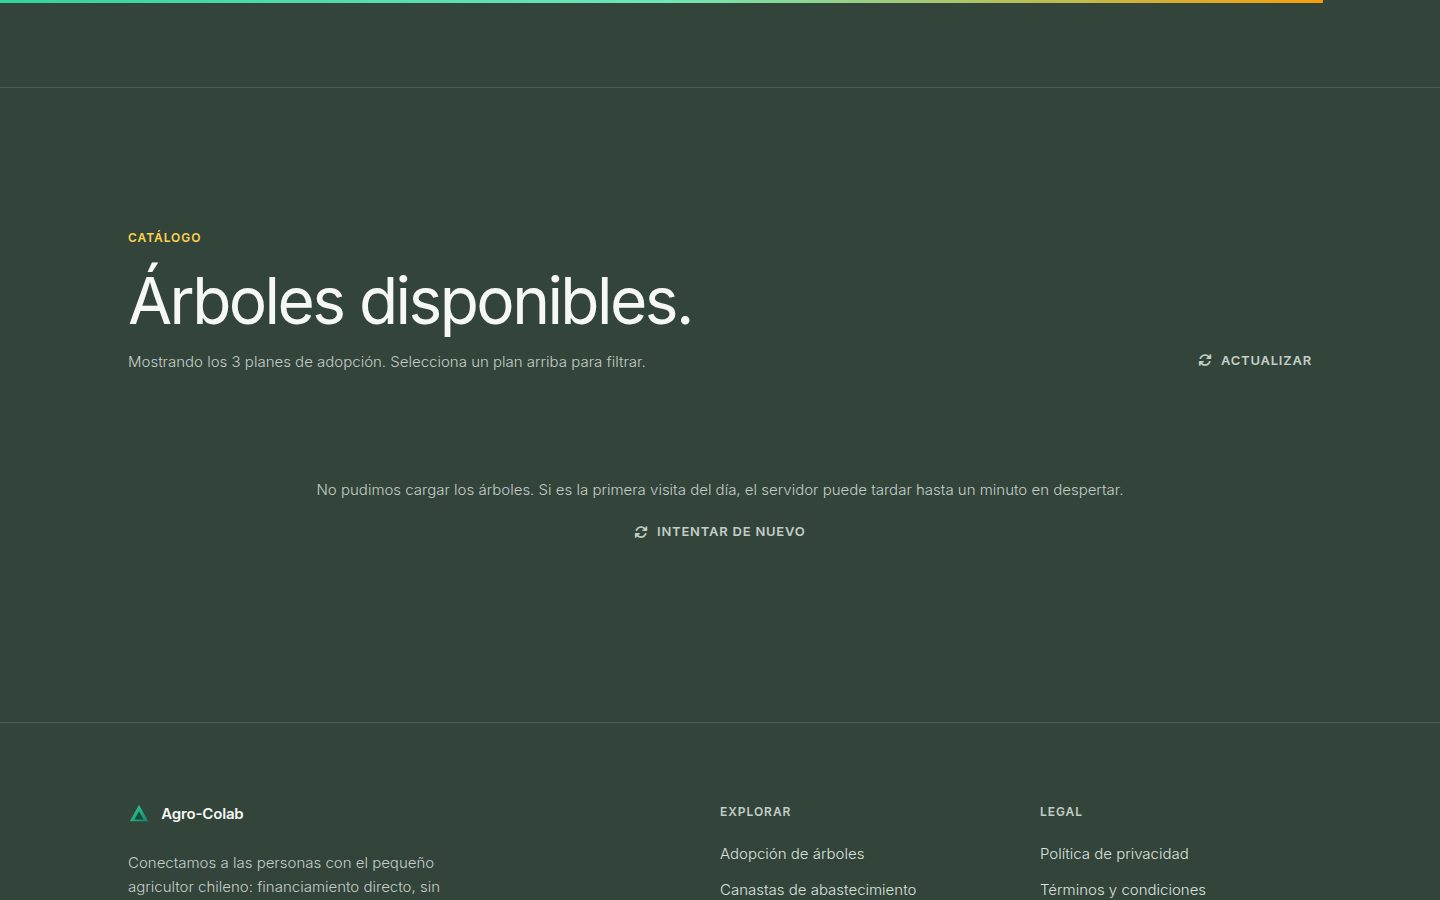 CATÁLOGO
Árboles disponibles.
Mostrando los 3 planes de adopción. Selecciona un plan arriba para filtrar.
ACTUALIZAR
No pudimos cargar los árboles. Si es la primera visita del día, el servidor puede tardar hasta un minuto en despertar.
INTENTAR DE NUEVO
Agro-Colab
Conectamos a las personas con el pequeño
agricultor chileno: financiamiento directo, sin
EXPLORAR
Adopción de árboles
Canastas de abastecimiento
LEGAL
Política de privacidad
Términos y condiciones